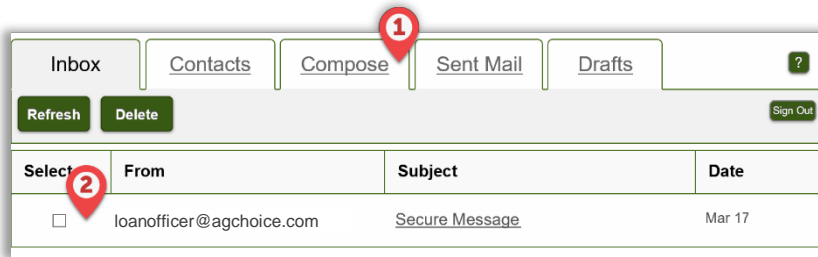 1
Inbox Contacts Compose Sent Mail Drafts ?
Refresh Delete Sign Out
Select From Subject Date
2
loanofficer@agchoice.com Secure Message Mar 17